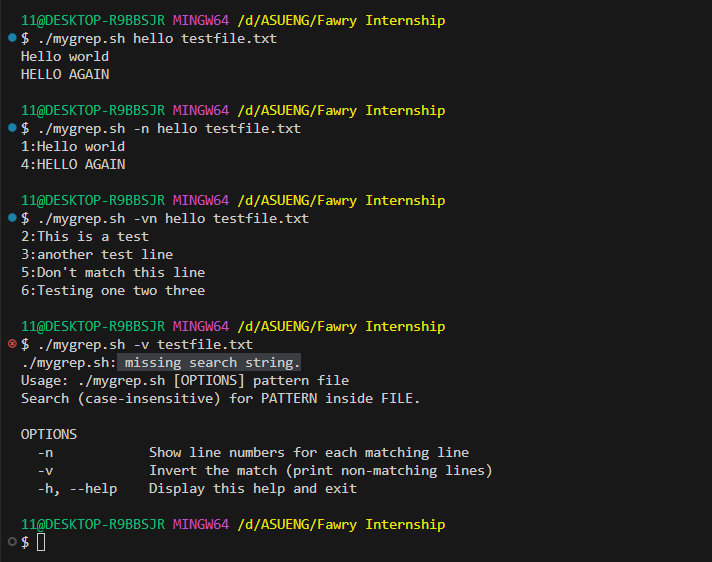 11@DESKTOP-R9BBSJR MINGW64 /d/ASUENG/Fawry Internship
$ ./mygrep.sh hello testfile.txt
Hello world
HELLO AGAIN

11@DESKTOP-R9BBSJR MINGW64 /d/ASUENG/Fawry Internship
$ ./mygrep.sh -n hello testfile.txt
1:Hello world
4:HELLO AGAIN

11@DESKTOP-R9BBSJR MINGW64 /d/ASUENG/Fawry Internship
$ ./mygrep.sh -vn hello testfile.txt
2:This is a test
3:another test line
5:Don't match this line
6:Testing one two three

11@DESKTOP-R9BBSJR MINGW64 /d/ASUENG/Fawry Internship
$ ./mygrep.sh -v testfile.txt
./mygrep.sh: missing search string.
Usage: ./mygrep.sh [OPTIONS] pattern file
Search (case-insensitive) for PATTERN inside FILE.

OPTIONS
  -n            Show line numbers for each matching line
  -v            Invert the match (print non-matching lines)
  -h, --help    Display this help and exit

11@DESKTOP-R9BBSJR MINGW64 /d/ASUENG/Fawry Internship
$